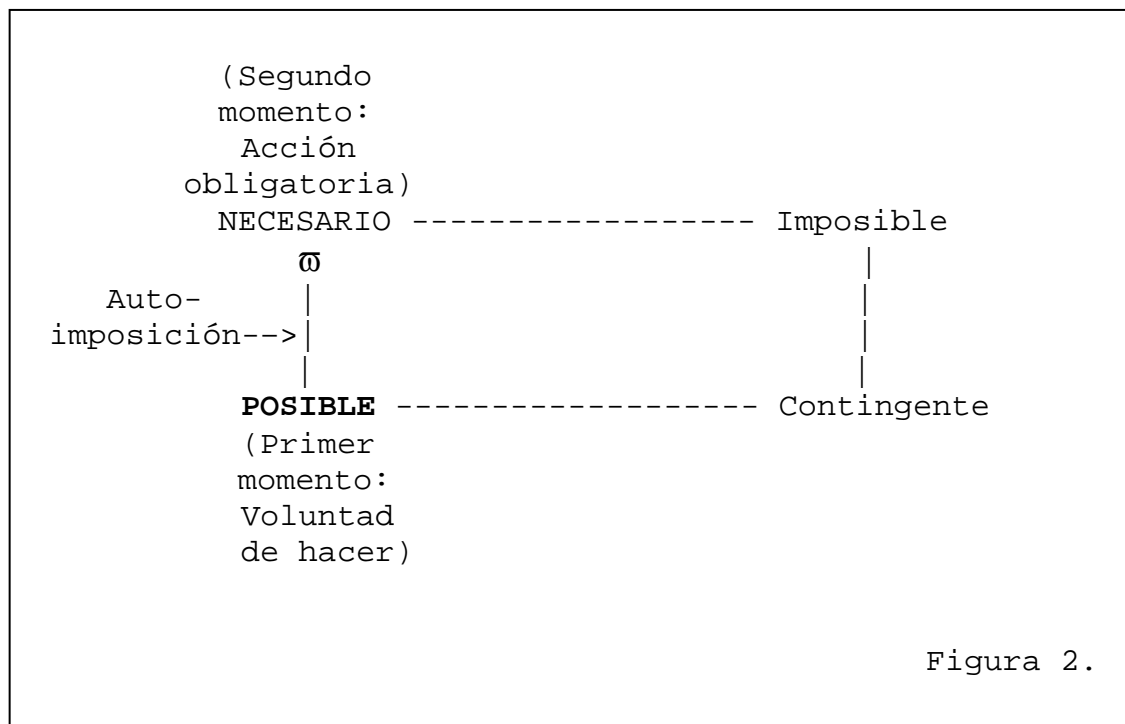 (Segundo
momento:
Acción
obligatoria)
NECESARIO ------------------ Imposible
ϖ |
Auto- | |
imposición-->| |
| |
POSIBLE ------------------- Contingente
(Primer
momento:
Voluntad
de hacer)
Figura 2.